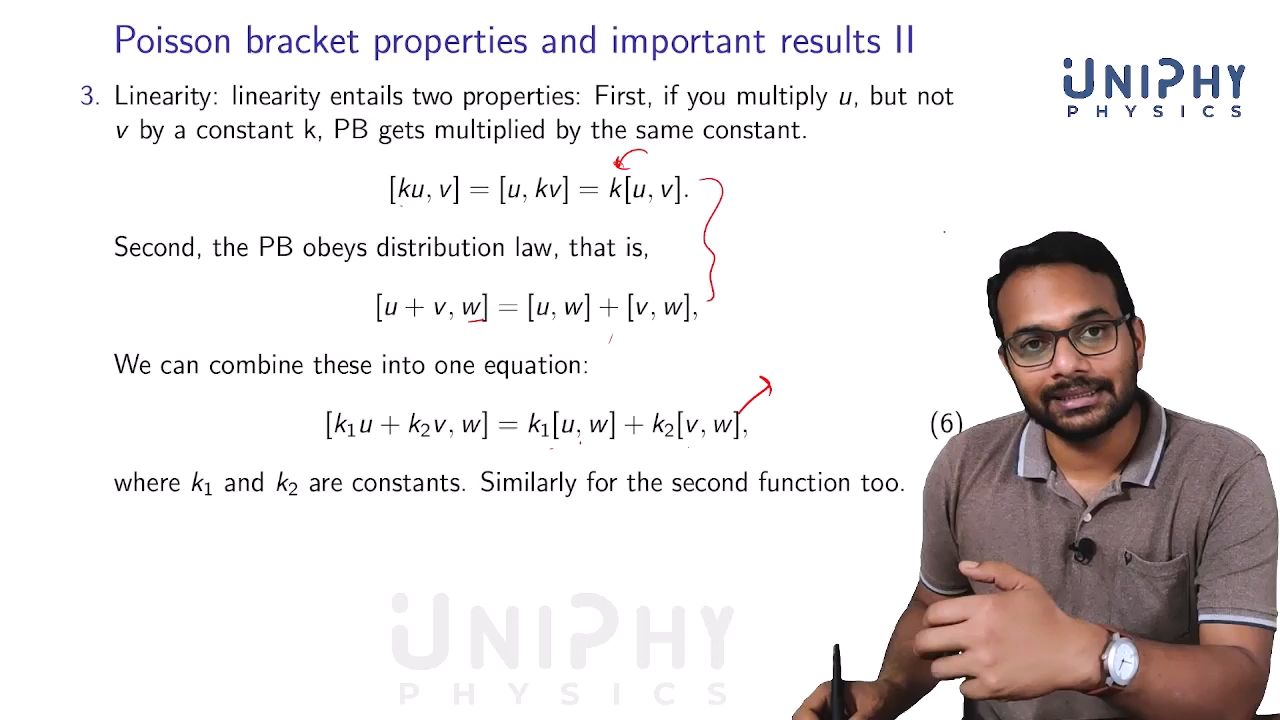 Poisson bracket properties and important results II
UNIPHY
PHYSICS
3. Linearity: linearity entails two properties: First, if you multiply u, but not
v by a constant k, PB gets multiplied by the same constant.
[ku, v] = [u, kv] = k[u, v].
Second, the PB obeys distribution law, that is,
[u + v, w] = [u, w] + [v, w],
We can combine these into one equation:
[k₁u + k₂v, w] = k₁[u, w] + k₂[v, w], (6)
where k₁ and k₂ are constants. Similarly for the second function too.
UNIPHY
PHYSICS